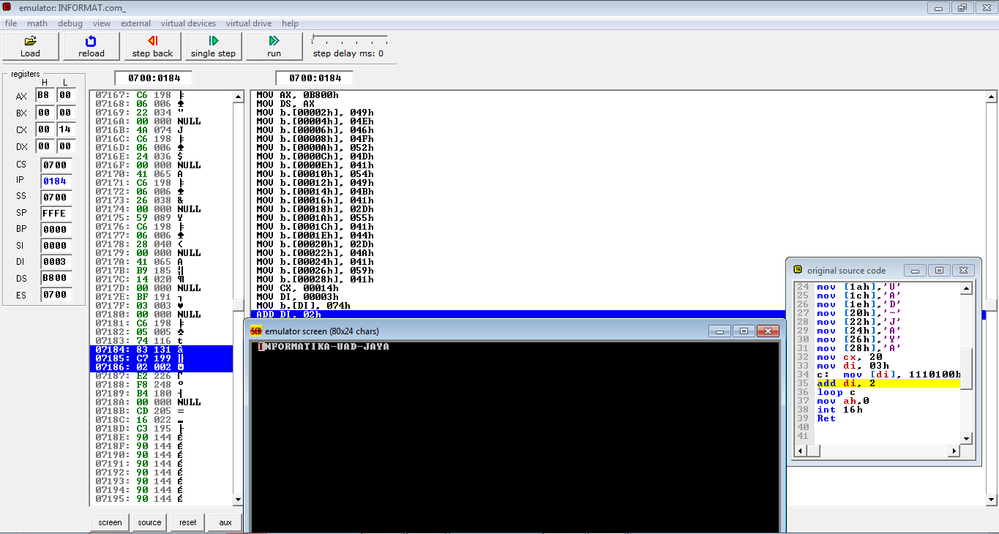 emulator: INFORMAT.com_
file math debug view external virtual devices virtual drive help
Load reload step back single step run step delay ms: 0
registers
H L
AX B8 00
BX 00 00
CX 00 14
DX 00 00
CS 0700
IP 0184
SS 0700
SP FFFE
BP 0000
SI 0000
DI 0003
DS B800
ES 0700
0700:0184
07167: C6 198 ╞
07168: 06 006 ♠
07169: 22 034 "
0716A: 00 000 NULL
0716B: 4A 074 J
0716C: C6 198 ╞
0716D: 06 006 ♠
0716E: 24 036 $
0716F: 00 000 NULL
07170: 41 065 A
07171: C6 198 ╞
07172: 06 006 ♠
07173: 26 038 &
07174: 00 000 NULL
07175: 59 089 Y
07176: C6 198 ╞
07177: 06 006 ♠
07178: 28 040 (
07179: 00 000 NULL
0717A: 41 065 A
0717B: B9 185 ╣
0717C: 14 020 ¶
0717D: 00 000 NULL
0717E: BF 191 ┐
0717F: 03 003 ♥
07180: 00 000 NULL
07181: C6 198 ╞
07182: 05 005 ♣
07183: 74 116 t
07184: 83 131 â
07185: C7 199 ╟
07186: 02 002 ☻
07187: E2 226 Γ
07188: F8 248 °
07189: B4 180 ┤
0718A: 00 000 NULL
0718B: CD 205 =
0718C: 16 022 ▬
0718D: C3 195 ├
0718E: 90 144 É
0718F: 90 144 É
07190: 90 144 É
07191: 90 144 É
07192: 90 144 É
07193: 90 144 É
07194: 90 144 É
07195: 90 144 É
0700:0184
MOV AX, 0B800h
MOV DS, AX
MOV b.[00002h], 049h
MOV b.[00004h], 04Eh
MOV b.[00006h], 046h
MOV b.[00008h], 04Fh
MOV b.[0000Ah], 052h
MOV b.[0000Ch], 04Dh
MOV b.[0000Eh], 041h
MOV b.[00010h], 054h
MOV b.[00012h], 049h
MOV b.[00014h], 04Bh
MOV b.[00016h], 041h
MOV b.[00018h], 02Dh
MOV b.[0001Ah], 055h
MOV b.[0001Ch], 041h
MOV b.[0001Eh], 044h
MOV b.[00020h], 02Dh
MOV b.[00022h], 04Ah
MOV b.[00024h], 041h
MOV b.[00026h], 059h
MOV b.[00028h], 041h
MOV CX, 00014h
MOV DI, 00003h
MOV b.[DI], 074h
ADD DI, 02h
emulator screen (80x24 chars)
INFORMATIKA-UAD-JAYA
original source code
24 mov [1ah],'U'
25 mov [1ch],'A'
26 mov [1eh],'D'
27 mov [20h],'-'
28 mov [22h],'J'
29 mov [24h],'A'
30 mov [26h],'Y'
31 mov [28h],'A'
32 mov cx, 20
33 mov di, 03h
34 c: mov [di], 1110100b
35 add di, 2
36 loop c
37 mov ah,0
38 int 16h
39 Ret
40
41
screen source reset aux